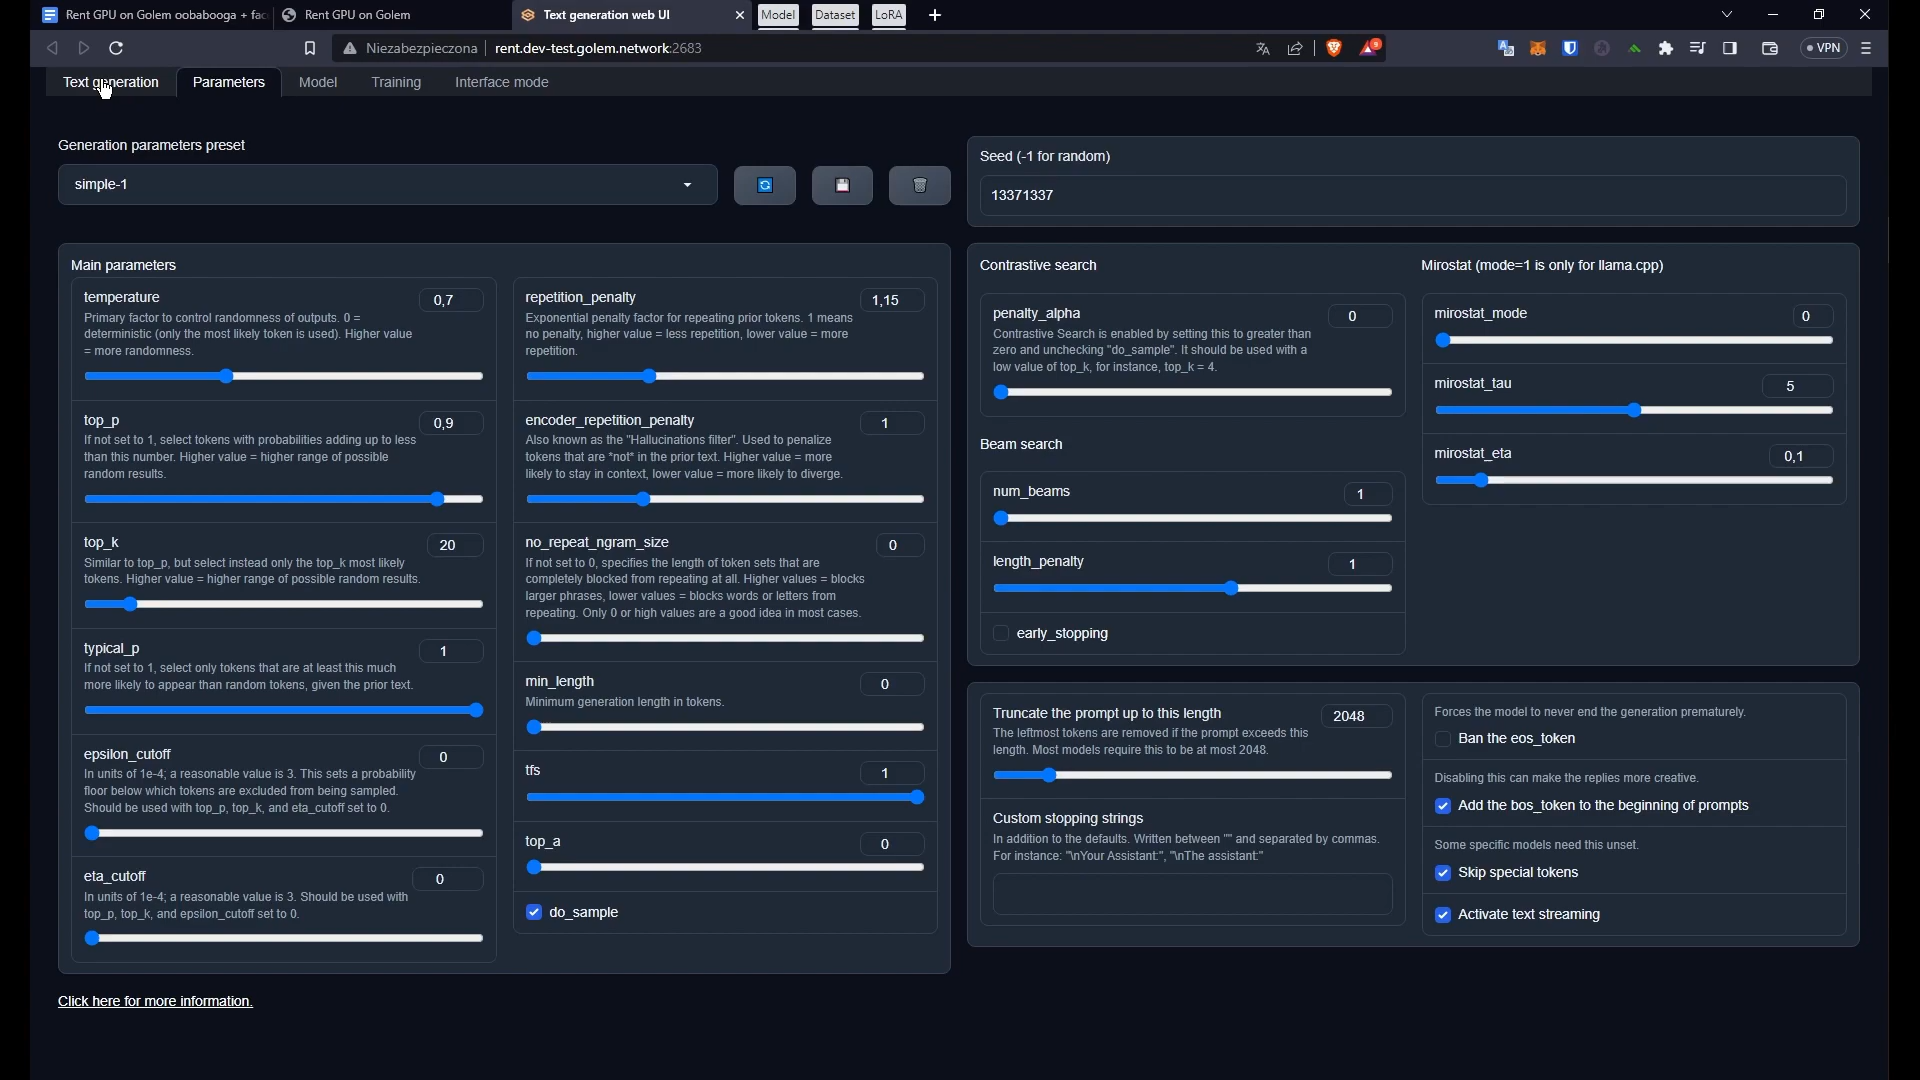 Rent GPU on Golem oobabooga + fac
Rent GPU on Golem
Text generation web UI
Model
Dataset
LoRA
Niezabezpieczona
rent.dev-test.golem.network:2683
9
VPN
Text generation
Parameters
Model
Training
Interface mode
Generation parameters preset
simple-1
Seed (-1 for random)
13371337
Main parameters
temperature
0,7
Primary factor to control randomness of outputs. 0 =
deterministic (only the most likely token is used). Higher value
= more randomness.
top_p
0,9
If not set to 1, select tokens with probabilities adding up to less
than this number. Higher value = higher range of possible
random results.
top_k
20
Similar to top_p, but select instead only the top_k most likely
tokens. Higher value = higher range of possible random results.
typical_p
1
If not set to 1, select only tokens that are at least this much
more likely to appear than random tokens, given the prior text.
epsilon_cutoff
0
In units of 1e-4; a reasonable value is 3. This sets a probability
floor below which tokens are excluded from being sampled.
Should be used with top_p, top_k, and eta_cutoff set to 0.
eta_cutoff
0
In units of 1e-4; a reasonable value is 3. Should be used with
top_p, top_k, and epsilon_cutoff set to 0.
repetition_penalty
1,15
Exponential penalty factor for repeating prior tokens. 1 means
no penalty, higher value = less repetition, lower value = more
repetition.
encoder_repetition_penalty
1
Also known as the "Hallucinations filter". Used to penalize
tokens that are *not* in the prior text. Higher value = more
likely to stay in context, lower value = more likely to diverge.
no_repeat_ngram_size
0
If not set to 0, specifies the length of token sets that are
completely blocked from repeating at all. Higher values = blocks
larger phrases, lower values = blocks words or letters from
repeating. Only 0 or high values are a good idea in most cases.
min_length
0
Minimum generation length in tokens.
tfs
1
top_a
0
do_sample
Contrastive search
penalty_alpha
0
Contrastive Search is enabled by setting this to greater than
zero and unchecking "do_sample". It should be used with a
low value of top_k, for instance, top_k = 4.
Beam search
num_beams
1
length_penalty
1
early_stopping
Mirostat (mode=1 is only for llama.cpp)
mirostat_mode
0
mirostat_tau
5
mirostat_eta
0,1
Truncate the prompt up to this length
2048
The leftmost tokens are removed if the prompt exceeds this
length. Most models require this to be at most 2048.
Custom stopping strings
In addition to the defaults. Written between "" and separated by commas.
For instance: "\nYour Assistant:", "\nThe assistant:"
Forces the model to never end the generation prematurely.
Ban the eos_token
Disabling this can make the replies more creative.
Add the bos_token to the beginning of prompts
Some specific models need this unset.
Skip special tokens
Activate text streaming
Click here for more information.